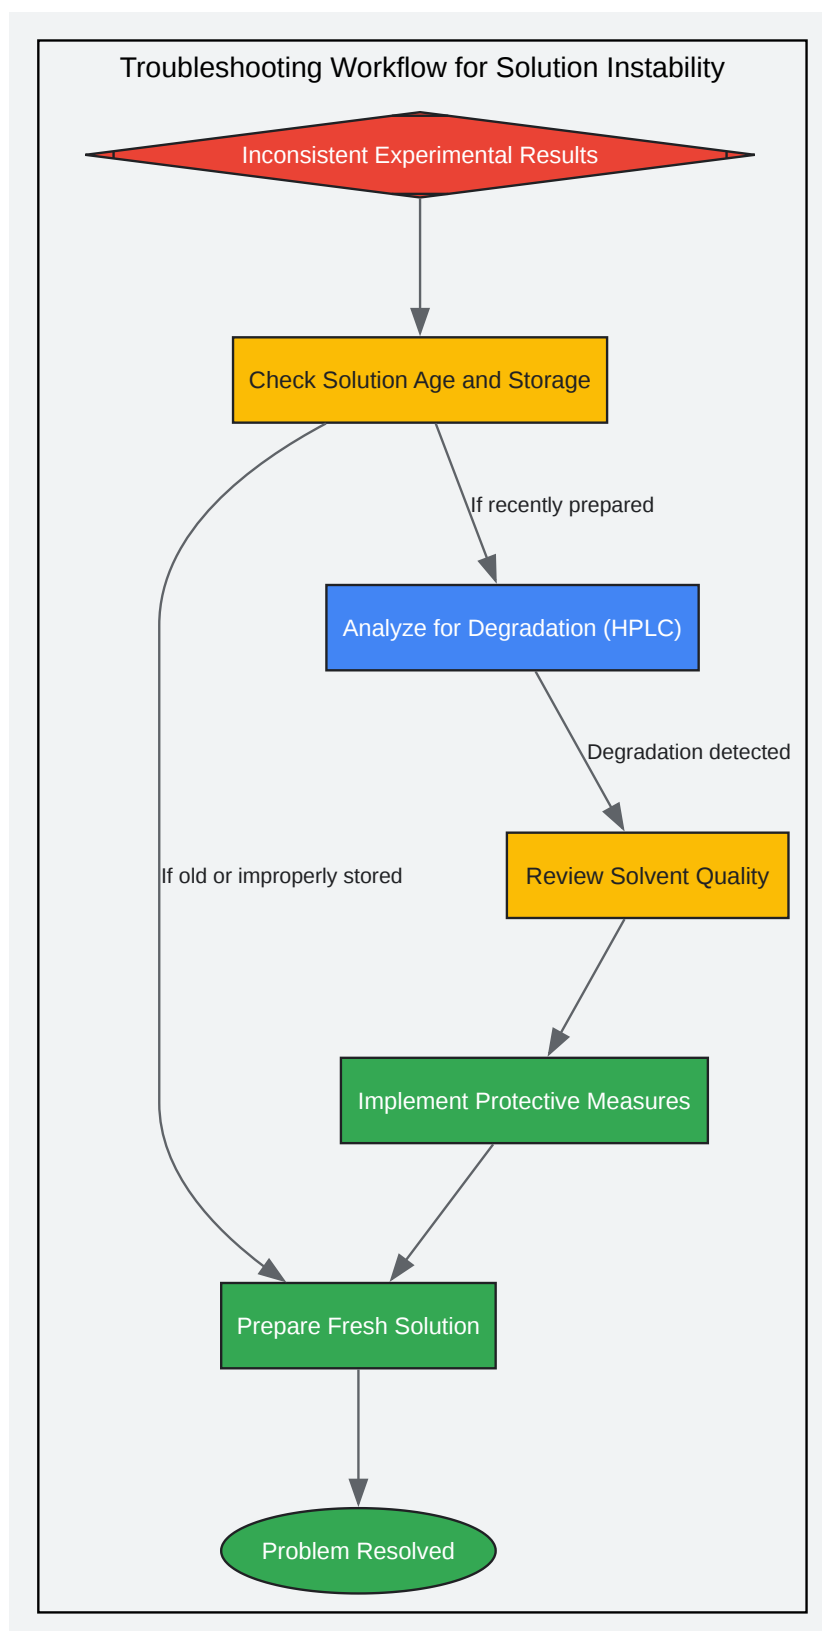 Troubleshooting Workflow for Solution Instability
Inconsistent Experimental Results
Check Solution Age and Storage
If recently prepared
Analyze for Degradation (HPLC)
Degradation detected
Review Solvent Quality
If old or improperly stored
Implement Protective Measures
Prepare Fresh Solution
Problem Resolved